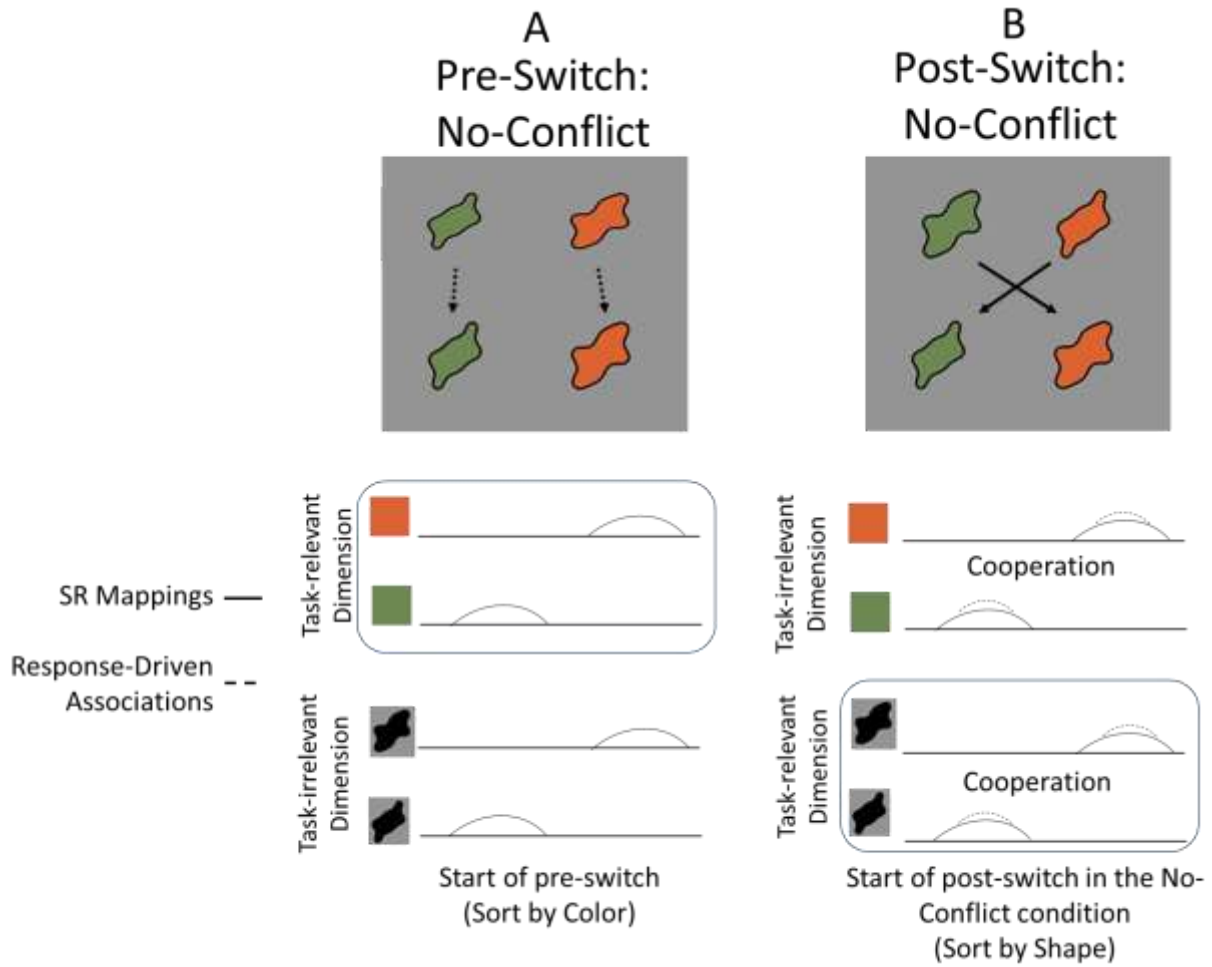 A
Pre-Switch:
No-Conflict
B
Post-Switch:
No-Conflict
SR Mappings
Response-Driven
Associations
Task-relevant
Dimension
Task-irrelevant
Dimension
Start of pre-switch
(Sort by Color)
Task-irrelevant
Dimension
Cooperation
Task-relevant
Dimension
Cooperation
Start of post-switch in the No-
Conflict condition
(Sort by Shape)